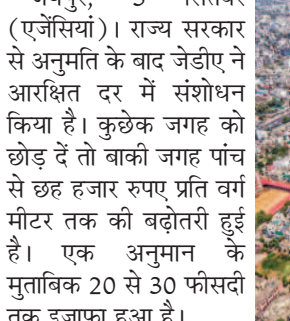 (एजेंसियां)। राज्य सरकार
से अनुमति के बाद जेडीए ने
आरक्षित दर में संशोधन
किया है। कुछेक जगह को
छोड़ दें तो बाकी जगह पांच
से छह हजार रुपए प्रति वर्ग
मीटर तक की बढ़ोतरी हुई
है। एक अनुमान के
मुताबिक 20 से 30 फीसदी
तक इजाफा हुआ है।